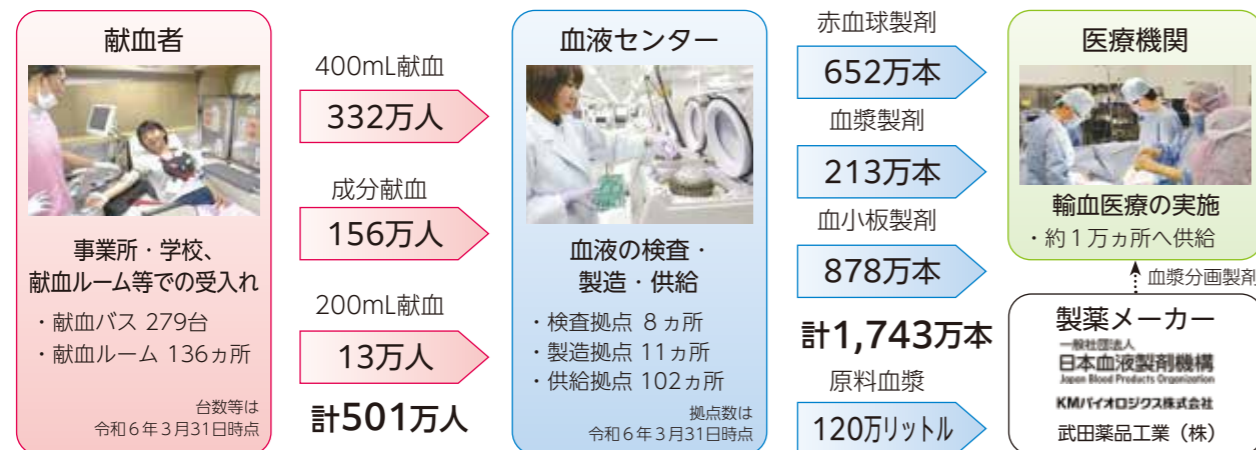 献血者
事業所・学校、
献血ルーム等での受入れ
・献血バス 279台
・献血ルーム 136ヵ所
台数等は
令和6年3月31日時点
400mL献血
332万人
成分献血
156万人
200mL献血
13万人
計501万人
血液センター
血液の検査・
製造・供給
・検査拠点 8ヵ所
・製造拠点 11ヵ所
・供給拠点 102ヵ所
拠点数は
令和6年3月31日時点
赤血球製剤
652万本
血漿製剤
213万本
血小板製剤
878万本
計1,743万本
原料血漿
120万リットル
医療機関
輸血医療の実施
・約1万ヵ所へ供給
血漿分画製剤
製薬メーカー
一般社団法人
日本血液製剤機構
Japan Blood Products Organization
KMバイオロジクス株式会社
武田薬品工業（株）